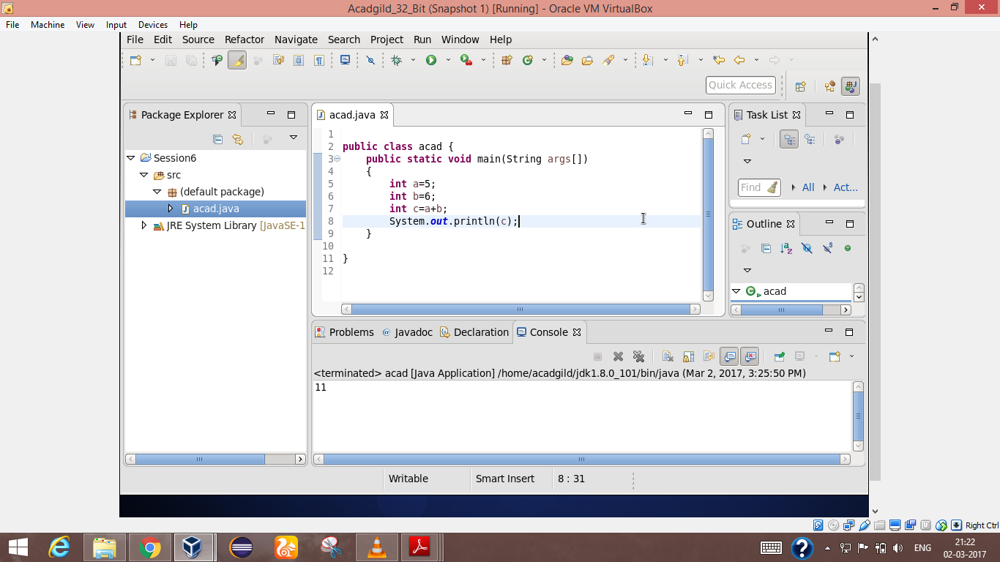 Acadgild_32_Bit (Snapshot 1) [Running] - Oracle VM VirtualBox
File Machine View Input Devices Help
File Edit Source Refactor Navigate Search Project Run Window Help
Quick Access
Package Explorer
Session6
src
(default package)
acad.java
JRE System Library [JavaSE-1
acad.java
1
2 public class acad {
3 public static void main(String args[])
4 {
5 int a=5;
6 int b=6;
7 int c=a+b;
8 System.out.println(c);
9 }
10
11 }
12
Task List
Find All Act...
Outline
acad
Problems Javadoc Declaration Console
<terminated> acad [Java Application] /home/acadgild/jdk1.8.0_101/bin/java (Mar 2, 2017, 3:25:50 PM)
11
Writable Smart Insert 8 : 31
Right Ctrl
ENG
21:22
02-03-2017